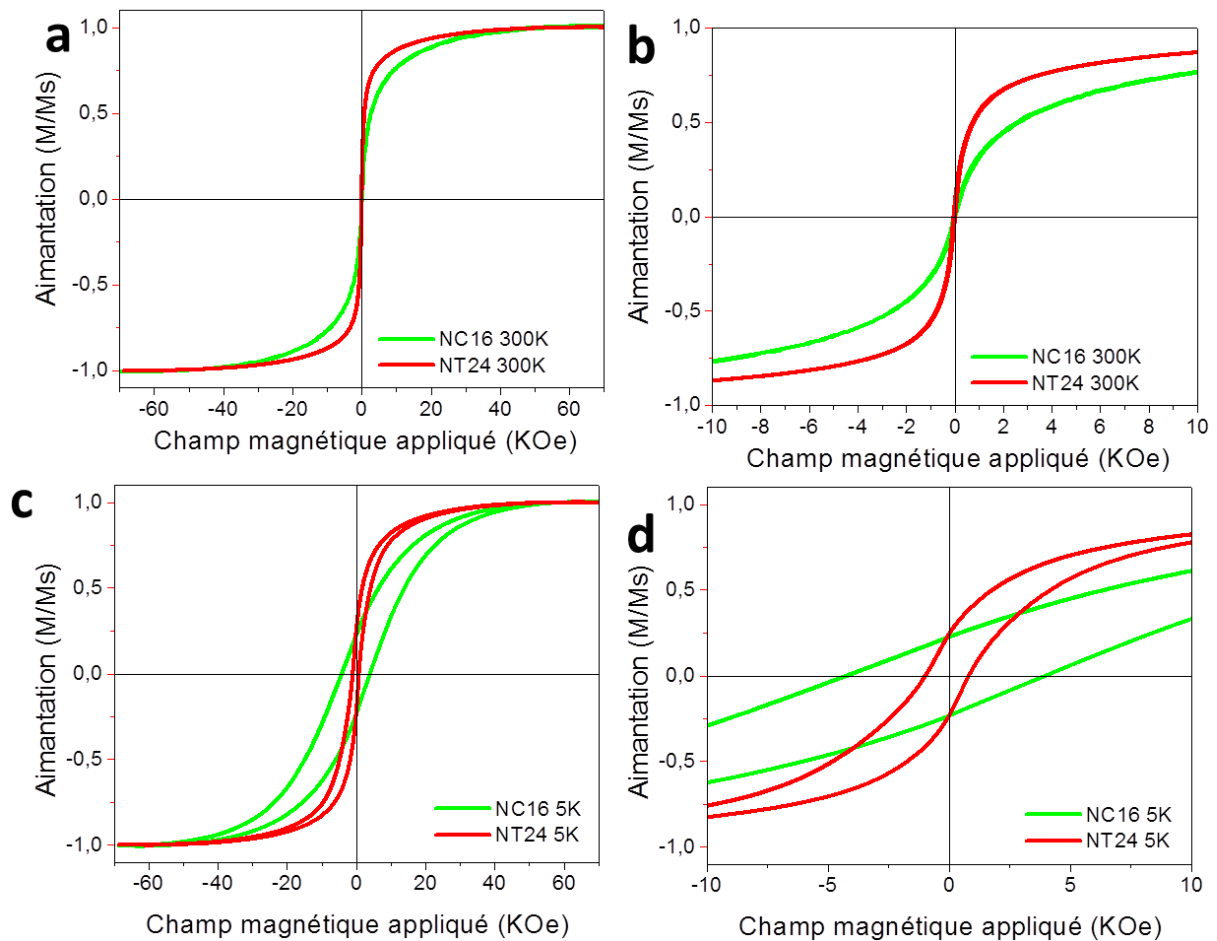 a
1,0
0,5
0,0
-0,5
-1,0
Aimantation (M/Ms)
NC16 300K
NT24 300K
-60 -40 -20 0 20 40 60
Champ magnétique appliqué (KOe)
b
1,0
0,5
0,0
-0,5
-1,0
Aimantation (M/Ms)
NC16 300K
NT24 300K
-10 -8 -6 -4 -2 0 2 4 6 8 10
Champ magnétique appliqué (KOe)
c
1,0
0,5
0,0
-0,5
-1,0
Aimantation (M/Ms)
NC16 5K
NT24 5K
-60 -40 -20 0 20 40 60
Champ magnétique appliqué (KOe)
d
1,0
0,5
0,0
-0,5
-1,0
Aimantation (M/Ms)
NC16 5K
NT24 5K
-10 -5 0 5 10
Champ magnétique appliqué (KOe)